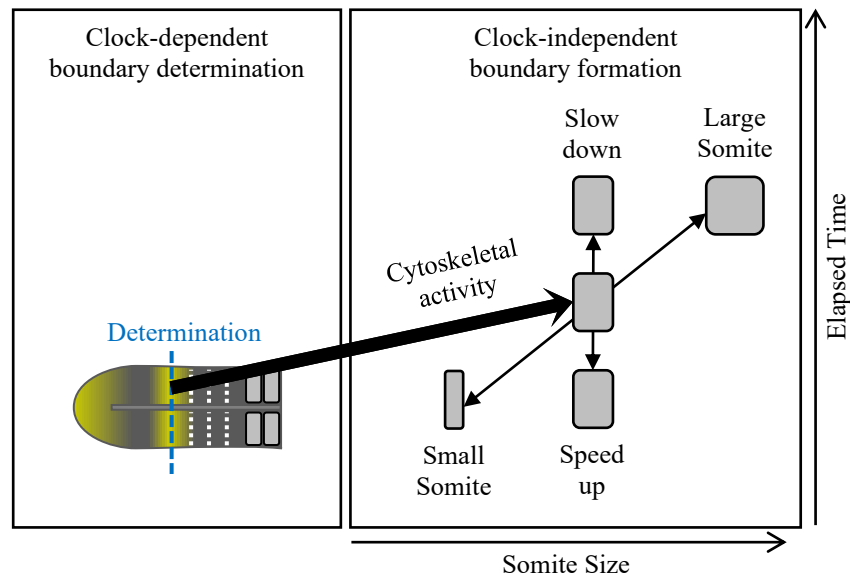 Clock-dependent
boundary determination
Clock-independent
boundary formation
Slow
down
Large
Somite
Cytoskeletal
activity
Determination
Small
Somite
Speed
up
Elapsed Time
Somite Size